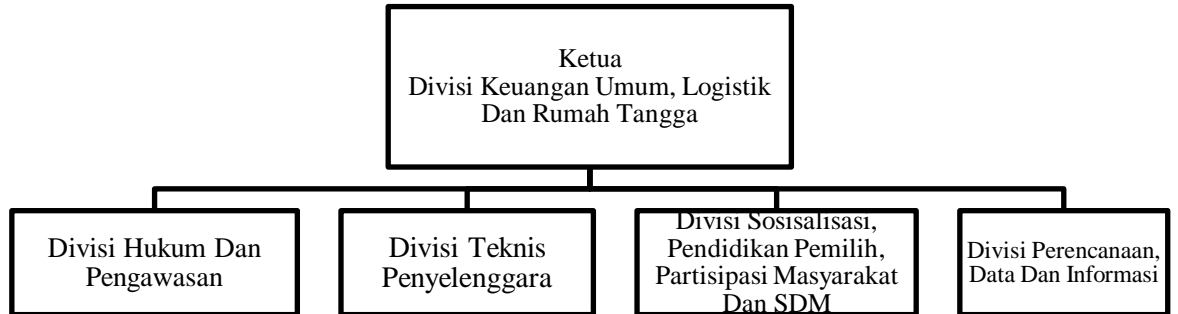 Ketua
Divisi Keuangan Umum, Logistik
Dan Rumah Tangga
Divisi Hukum Dan
Pengawasan
Divisi Teknis
Penyelenggara
Divisi Sosisalisasi,
Pendidikan Pemilih,
Partisipasi Masyarakat
Dan SDM
Divisi Perencanaan,
Data Dan Informasi